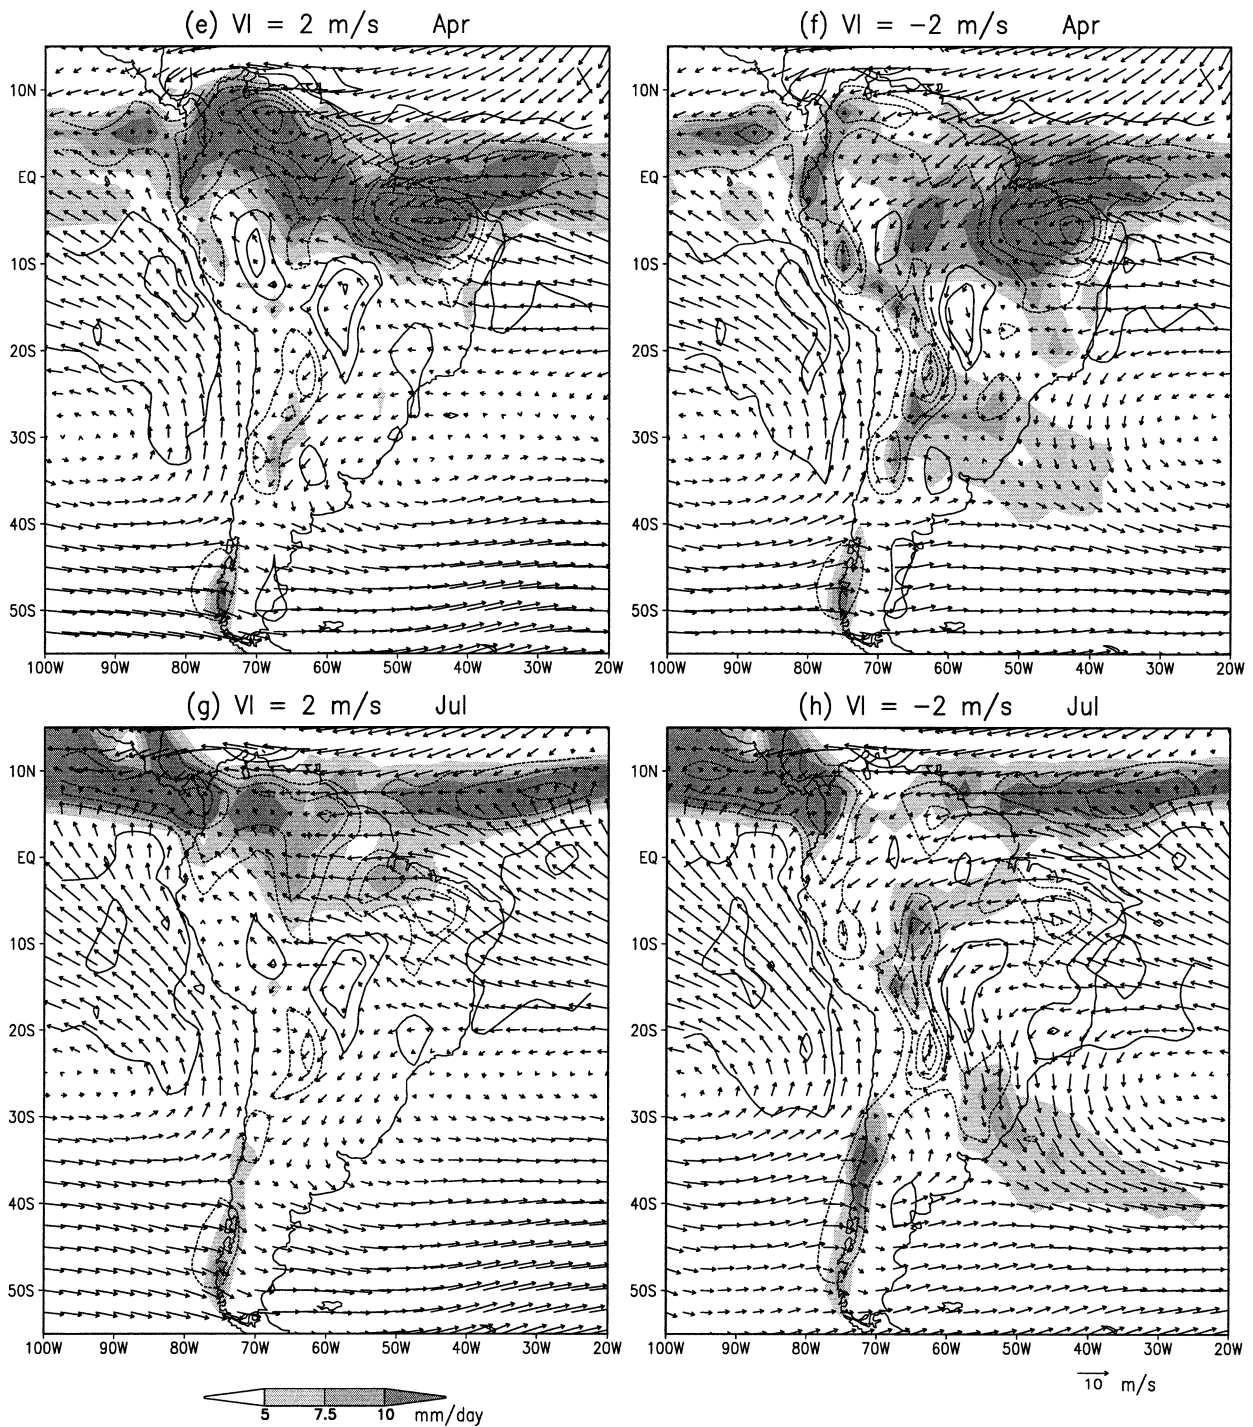 (e) VI = 2 m/s Apr
(f) VI = −2 m/s Apr
10N
EQ
10S
20S
30S
40S
50S
100W 90W 80W 70W 60W 50W 40W 30W 20W
10N
EQ
10S
20S
30S
40S
50S
100W 90W 80W 70W 60W 50W 40W 30W 20W
(g) VI = 2 m/s Jul
(h) VI = −2 m/s Jul
10N
EQ
10S
20S
30S
40S
50S
100W 90W 80W 70W 60W 50W 40W 30W 20W
10N
EQ
10S
20S
30S
40S
50S
100W 90W 80W 70W 60W 50W 40W 30W 20W
5 7.5 10 mm/day
10 m/s